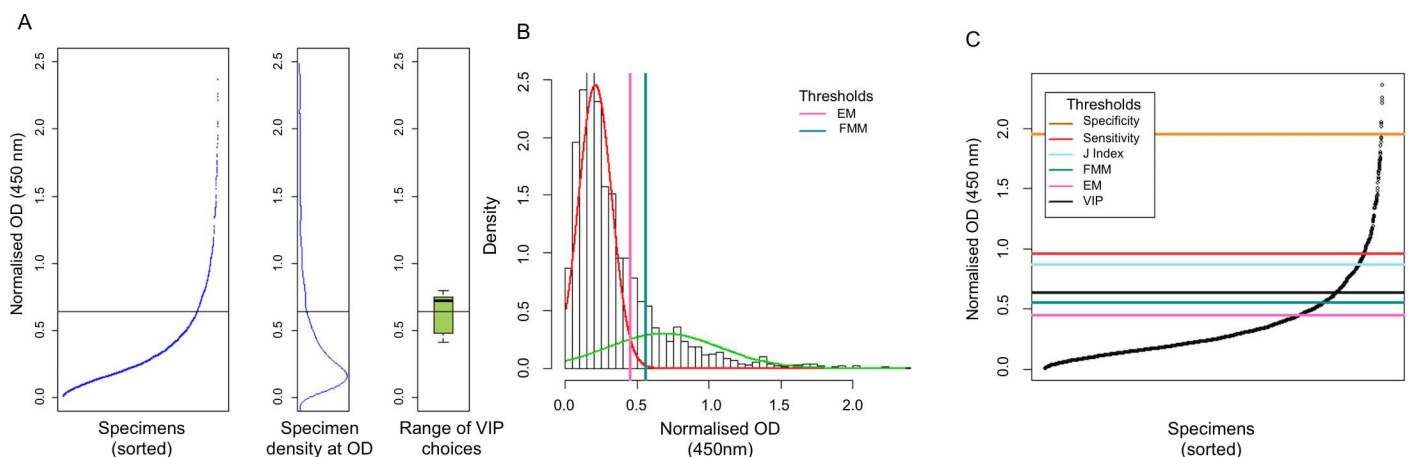 A
Normalised OD (450 nm)
0.0
0.5
1.0
1.5
2.0
2.5
Specimens
(sorted)
0.0
0.5
1.0
1.5
2.0
2.5
Specimen
density at OD
0.0
0.5
1.0
1.5
2.0
2.5
Range of VIP
choices
B
Density
0.0
0.5
1.0
1.5
2.0
2.5
Thresholds
EM
FMM
0.0
0.5
1.0
1.5
2.0
Normalised OD
(450nm)
C
Normalised OD (450 nm)
0.0
0.5
1.0
1.5
2.0
Thresholds
Specificity
Sensitivity
J Index
FMM
EM
VIP
Specimens
(sorted)